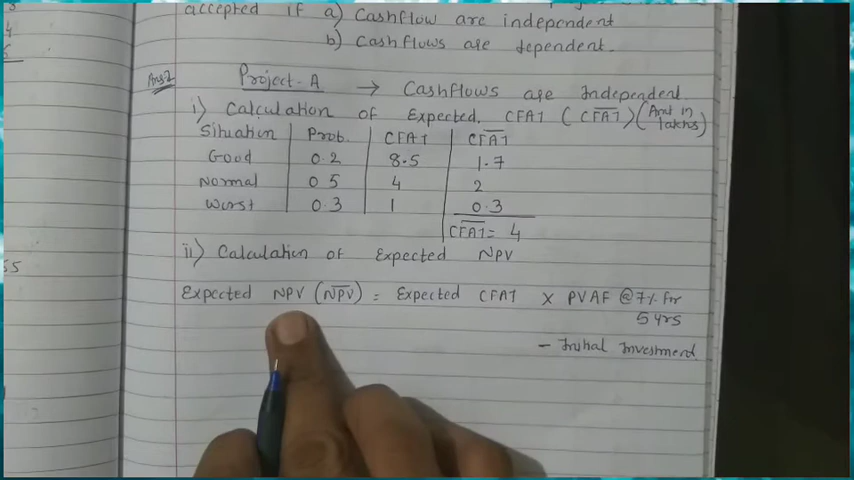 accepted if a) Cashflow are independent
b) Cashflows are dependent.
Ans:
Project-A → Cashflows are Independent.
i) Calculation of Expected. CFAT (CFAT) (Amt in lakhs)
Situation Prob. CFAT CFAT
Good 0.2 8.5 1.7
Normal 0.5 4 2
Worst 0.3 1 0.3
CFAT = 4
ii) Calculation of Expected NPV
Expected NPV (NPV) = Expected CFAT X PVAF @7% for
5 yrs
- Initial Investment
55